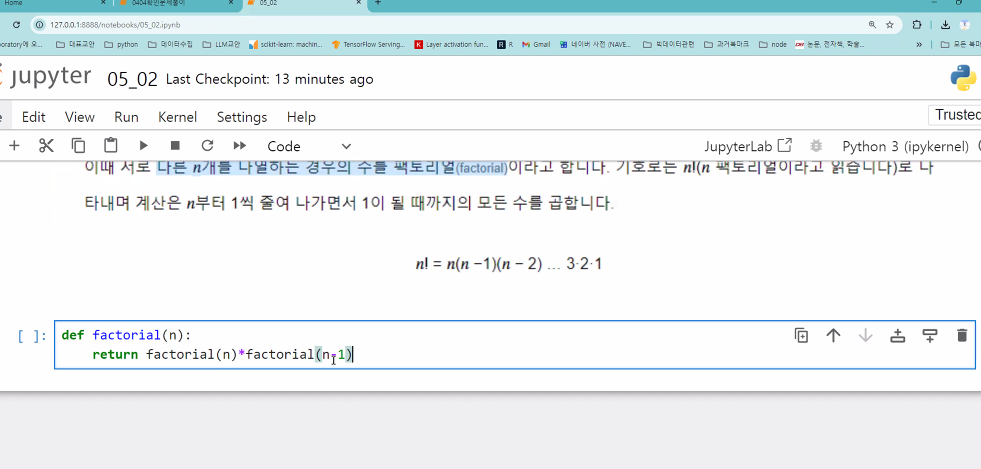 Home
0404확인문제풀이
05_02
127.0.0.1:8888/notebooks/05_02.ipynb
oratory에 오... 대표교안 python 데이터수집 LLM교안 scikit-learn: machin... TensorFlow Serving... Layer activation fun... R Gmail 네이버 사전 (NAVE... 빅데이터관련 과거북마크 node 논문, 전자책, 학술... » 모든 북마
jupyter 05_02 Last Checkpoint: 13 minutes ago
Edit View Run Kernel Settings Help
Trusted
Code JupyterLab Python 3 (ipykernel)
이때 서로 다른 n개를 나열하는 경우의 수를 팩토리얼(factorial)이라고 합니다. 기호로는 n!(n 팩토리얼이라고 읽습니다)로 나
타내며 계산은 n부터 1씩 줄여 나가면서 1이 될 때까지의 모든 수를 곱합니다.
n! = n(n −1)(n − 2) … 3·2·1
[ ]: def factorial(n):
return factorial(n)*factorial(n-1)